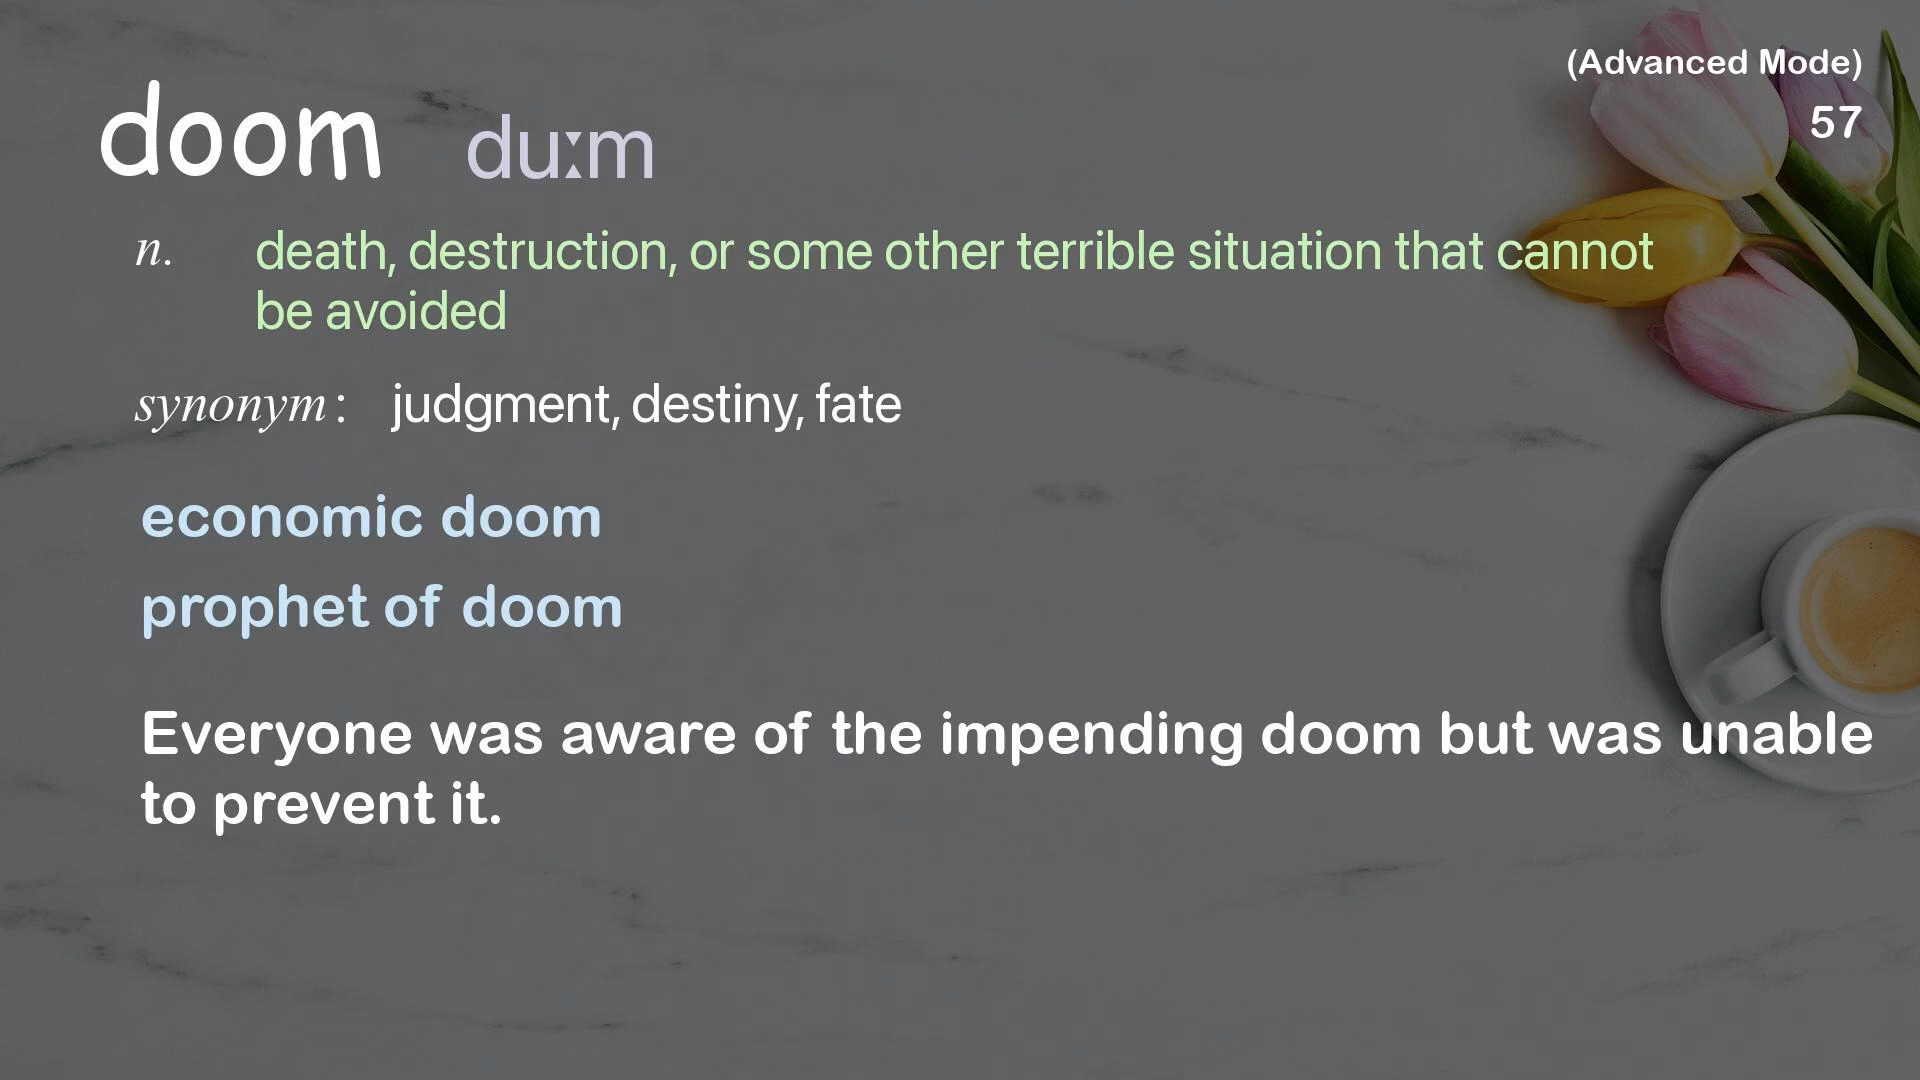 (Advanced Mode)
57
doom duːm
n. death, destruction, or some other terrible situation that cannot
be avoided
synonym: judgment, destiny, fate
economic doom
prophet of doom
Everyone was aware of the impending doom but was unable
to prevent it.